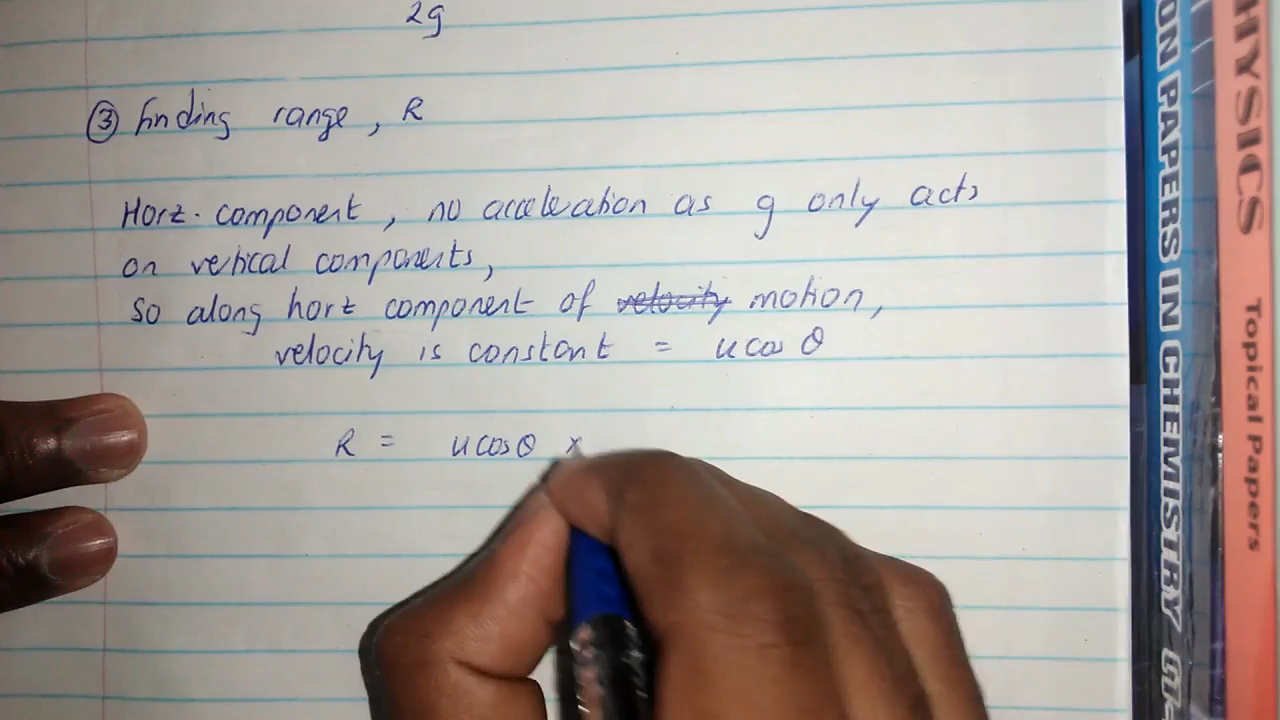 2g
③ finding range, R
Horz. component, no acceleration as g only acts
on vertical components,
so along horz component of velocity motion,
velocity is constant = u cos θ
R = u cos θ ×
ON PAPERS IN CHEMISTRY
HYSICS
Topical Papers